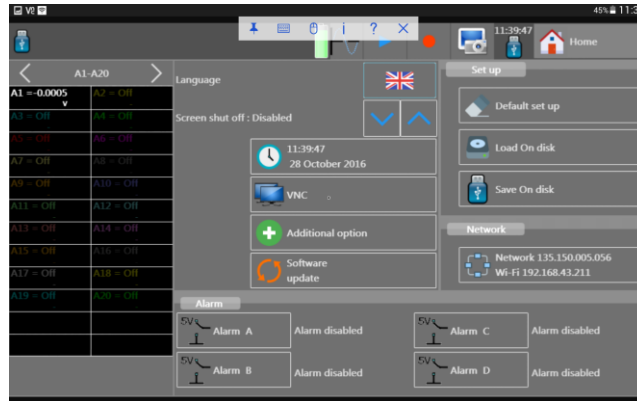 V2
45% 11:3
11:39:47
Home
A1-A20
A1 =-0.0005
V
A2 = Off
A3 = Off
A4 = Off
A5 = Off
A6 = Off
A7 = Off
A8 = Off
A9 = Off
A10 = Off
A11 = Off
A12 = Off
A13 = Off
A14 = Off
A15 = Off
A16 = Off
A17 = Off
A18 = Off
A19 = Off
A20 = Off
Language
Screen shut off : Disabled
11:39:47
28 October 2016
VNC
Additional option
Software
update
Set up
Default set up
Load On disk
Save On disk
Network
Network 135.150.005.056
Wi-Fi 192.168.43.211
Alarm
5V
Alarm A
Alarm disabled
5V
Alarm C
Alarm disabled
5V
Alarm B
Alarm disabled
5V
Alarm D
Alarm disabled